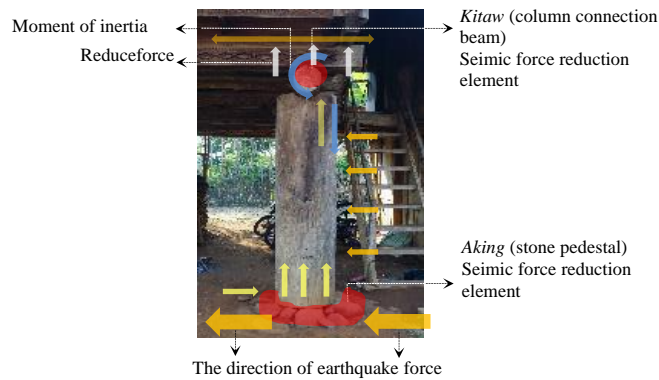 Moment of inertia
Reduceforce
Kitaw (column connection
beam)
Seimic force reduction
element
Aking (stone pedestal)
Seimic force reduction
element
The direction of earthquake force